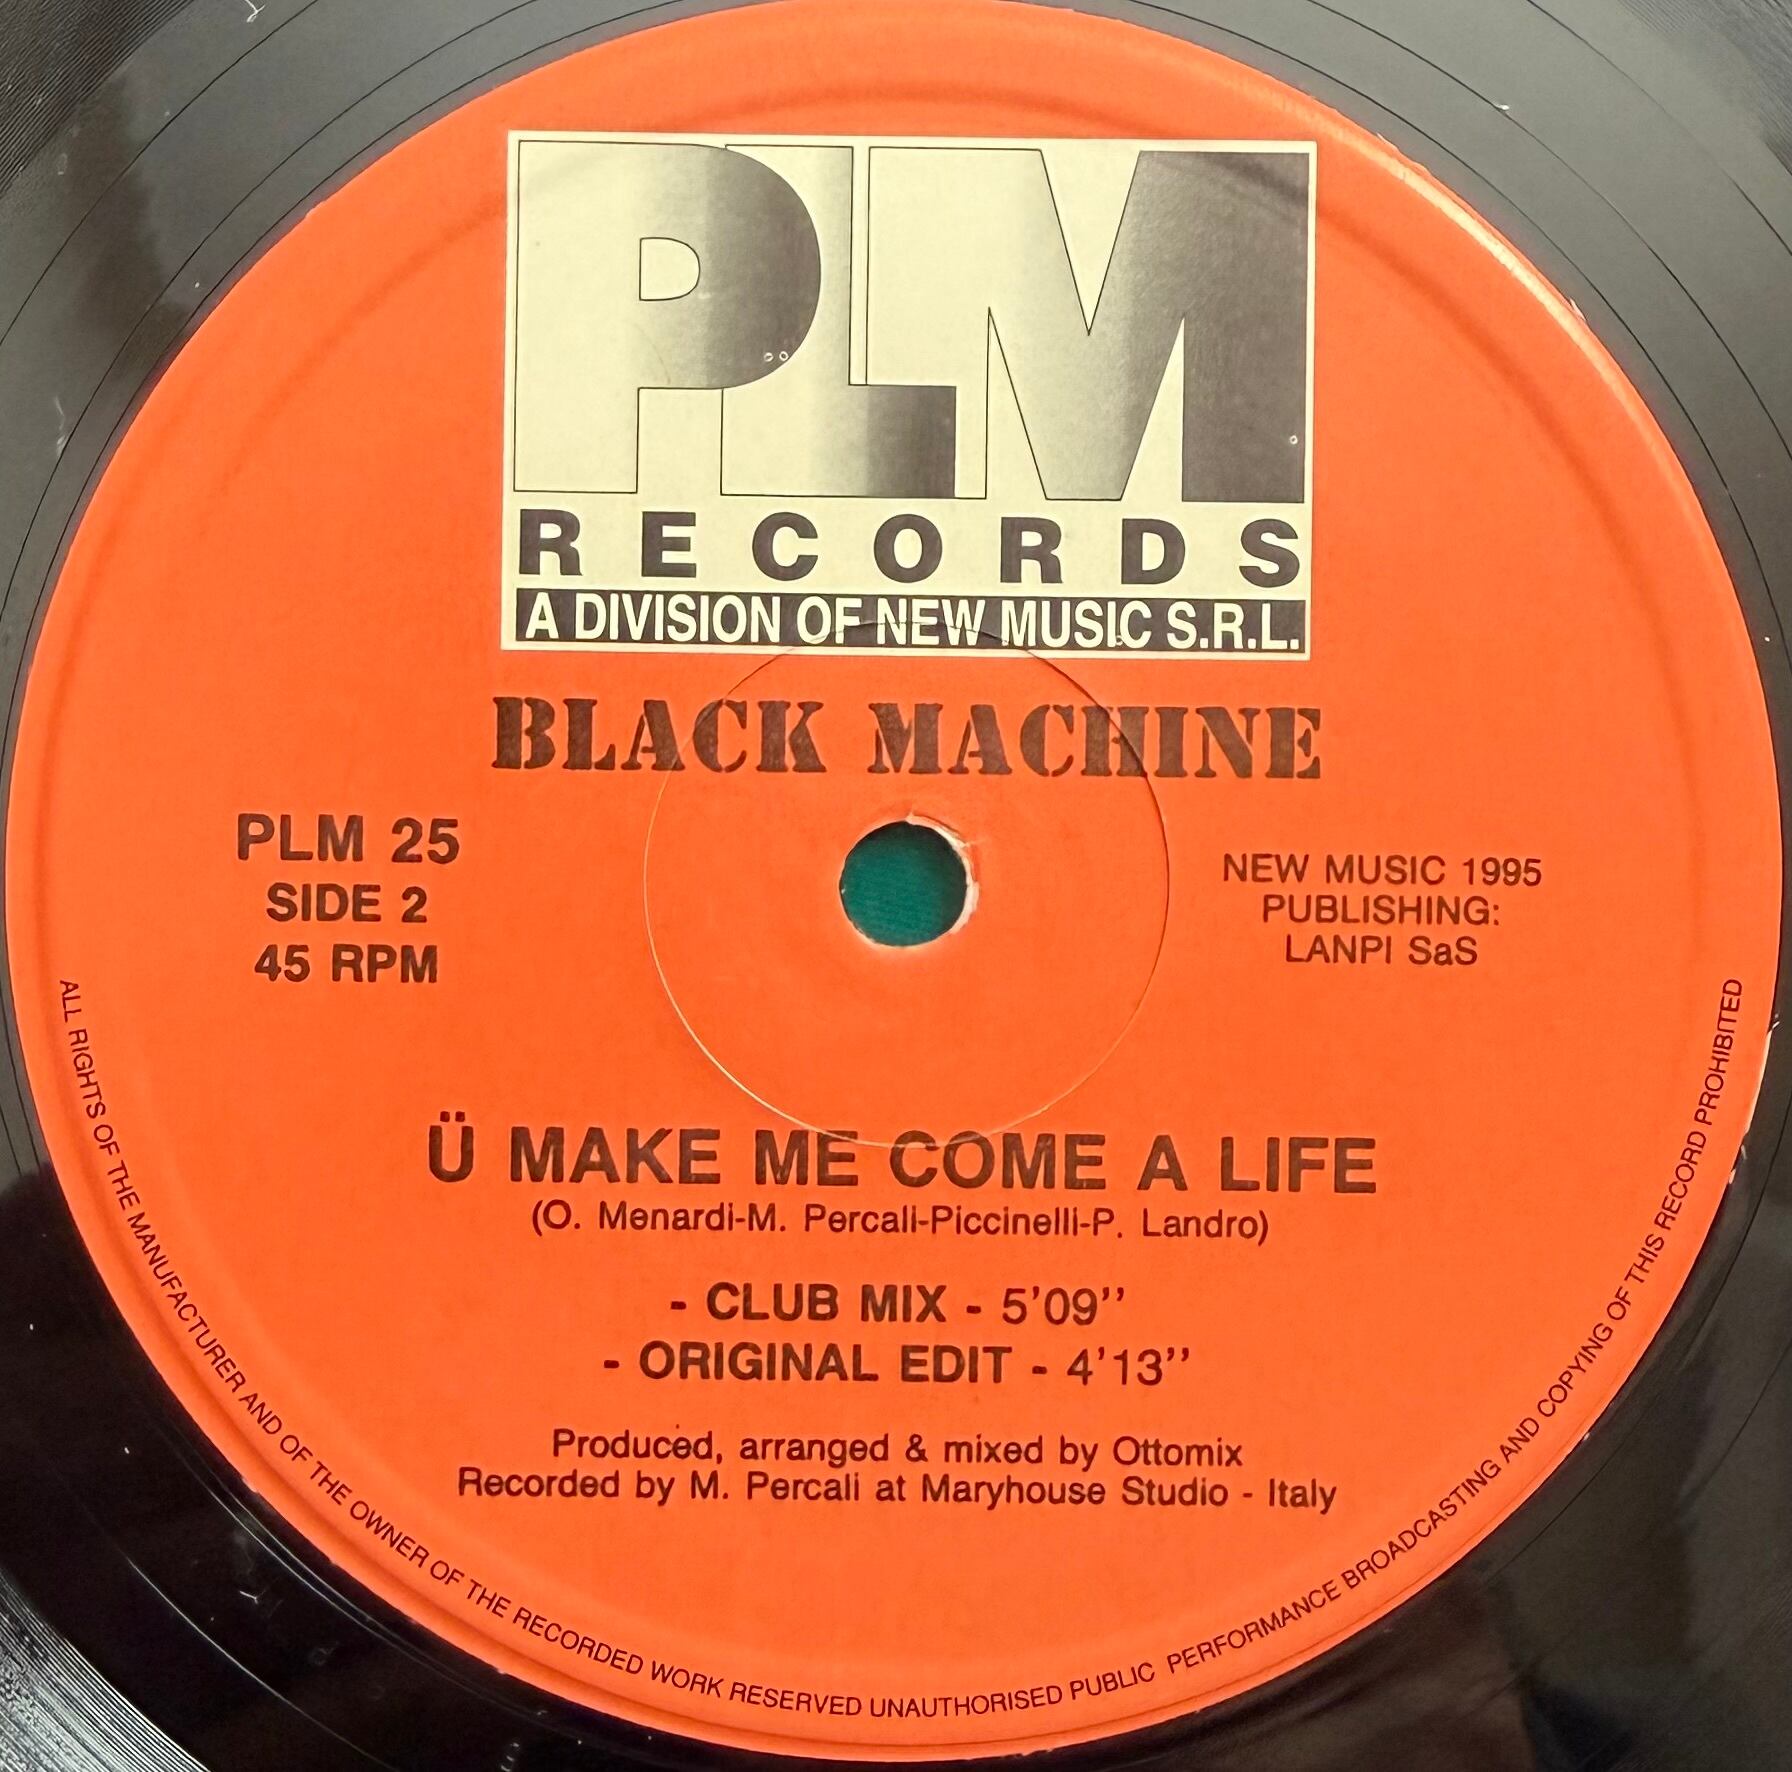 PLM
RECORDS
A DIVISION OF NEW MUSIC S.R.L.
BLACK MACHINE
PLM 25
SIDE 2
45 RPM
NEW MUSIC 1995
PUBLISHING:
LANPI SaS
Ü MAKE ME COME A LIFE
(O. Menardi-M. Percali-Piccinelli-P. Landro)
- CLUB MIX - 5'09''
- ORIGINAL EDIT - 4'13''
Produced, arranged & mixed by Ottomix
Recorded by M. Percali at Maryhouse Studio - Italy
ALL RIGHTS OF THE MANUFACTURER AND OF THE OWNER OF THE RECORDED WORK RESERVED UNAUTHORISED PUBLIC PERFORMANCE BROADCASTING AND COPYING OF THIS RECORD PROHIBITED